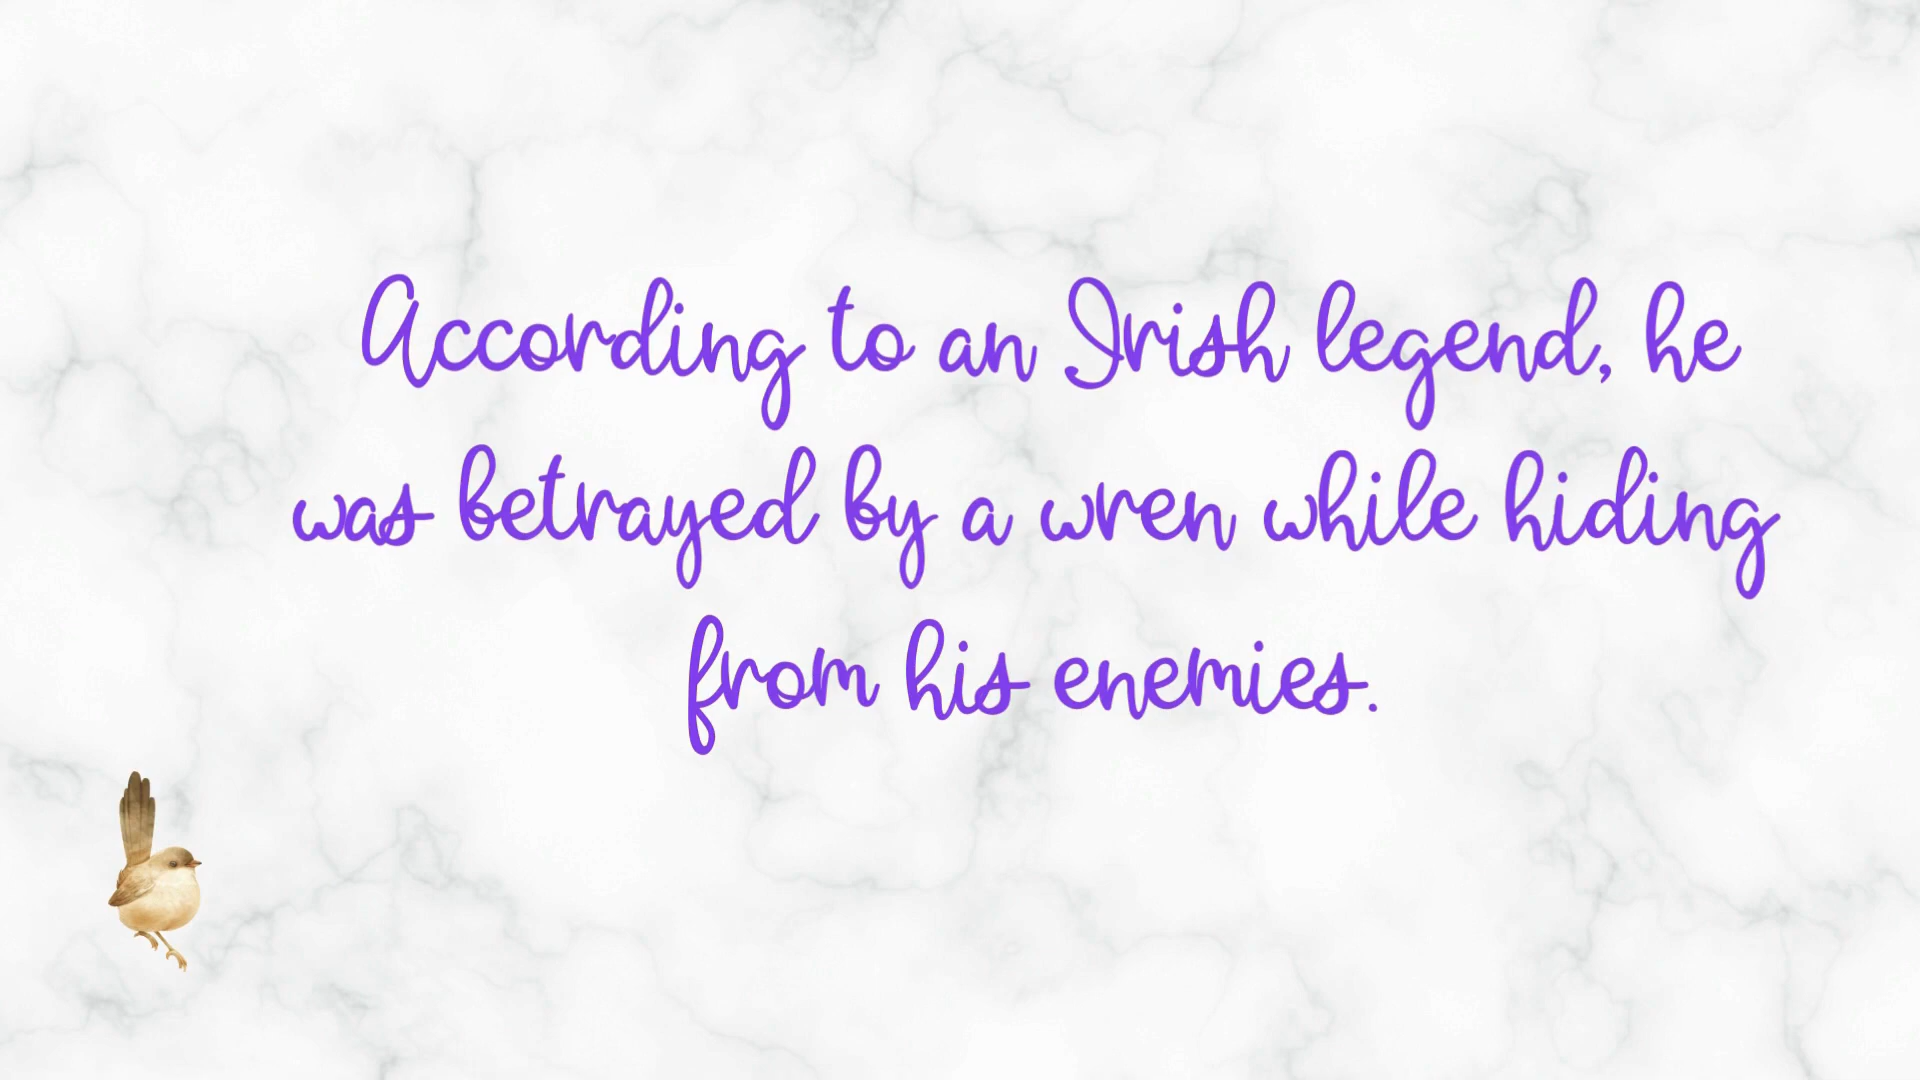 According to an Irish legend, he
was betrayed by a wren while hiding
from his enemies.